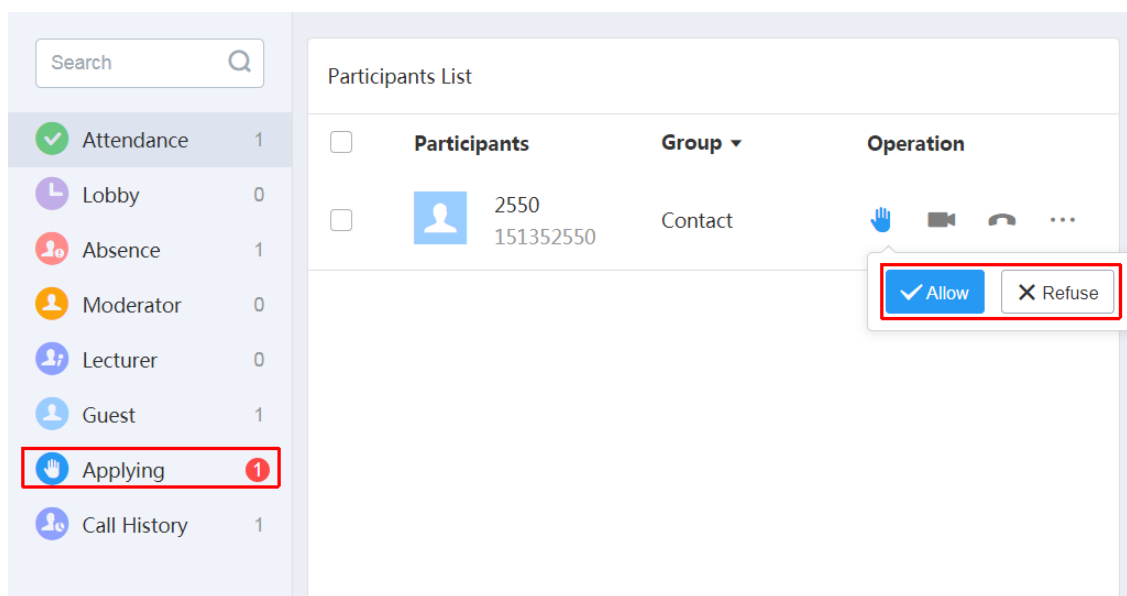 Search
Attendance 1
Lobby 0
Absence 1
Moderator 0
Lecturer 0
Guest 1
Applying 1
Call History 1
Participants List
Participants Group Operation
2550 Contact
151352550
Allow Refuse